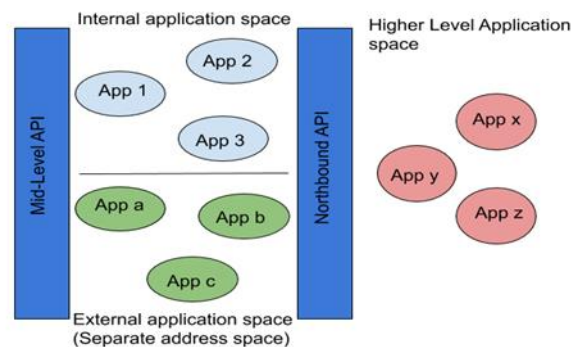 Internal application space
Higher Level Application
space
App 2
App 1
App 3
App x
Mid-Level API
Northbound API
App y
App a
App b
App z
App c
External application space
(Separate address space)